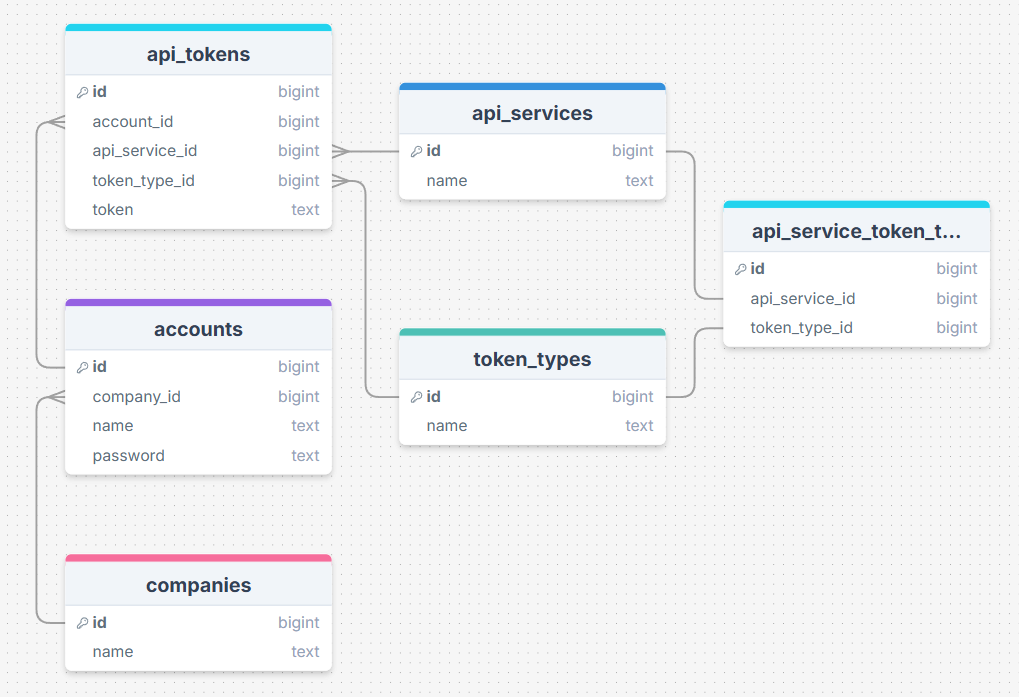 api_tokens
id bigint
account_id bigint
api_service_id bigint
token_type_id bigint
token text
api_services
id bigint
name text
api_service_token_t...
id bigint
api_service_id bigint
token_type_id bigint
accounts
id bigint
company_id bigint
name text
password text
token_types
id bigint
name text
companies
id bigint
name text